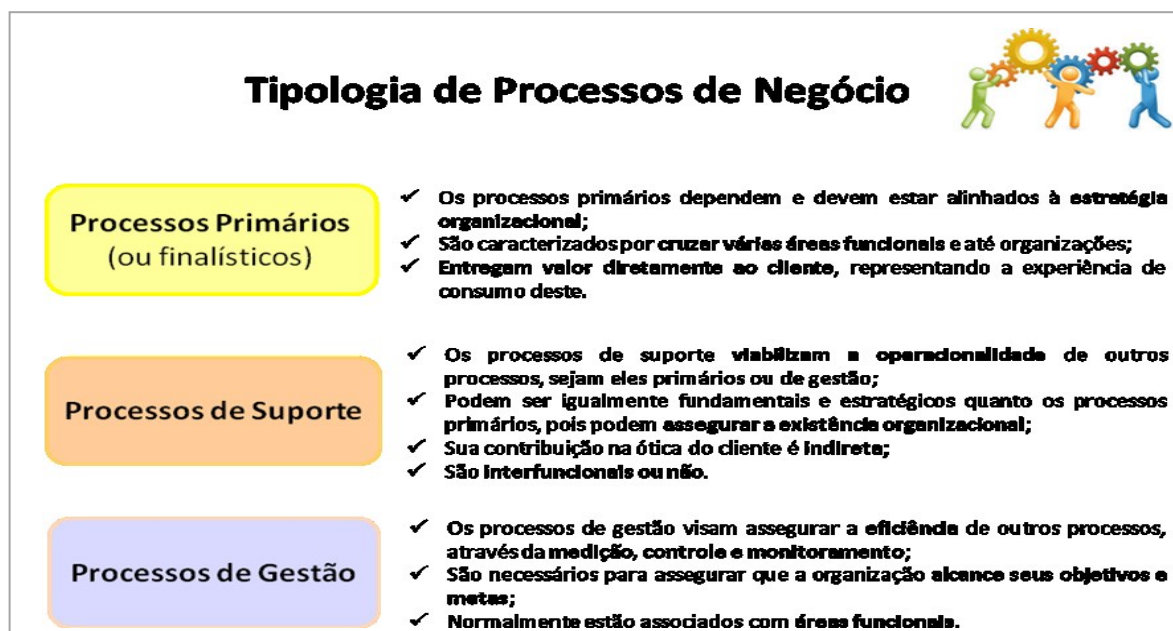 Tipologia de Processos de Negócio
Processos Primários
(ou finalísticos)
✓ Os processos primários dependem e devem estar alinhados à estratégia
organizacional;
✓ São caracterizados por cruzar várias áreas funcionais e até organizações;
✓ Entregam valor diretamente ao cliente, representando a experiência de
consumo deste.
Processos de Suporte
✓ Os processos de suporte viabilizam a operacionalidade de outros
processos, sejam eles primários ou de gestão;
✓ Podem ser igualmente fundamentais e estratégicos quanto os processos
primários, pois podem assegurar a existência organizacional;
✓ Sua contribuição na ótica do cliente é indireta;
✓ São interfuncionais ou não.
Processos de Gestão
✓ Os processos de gestão visam assegurar a eficiência de outros processos,
através da medição, controle e monitoramento;
✓ São necessários para assegurar que a organização alcance seus objetivos e
metas;
✓ Normalmente estão associados com áreas funcionais.